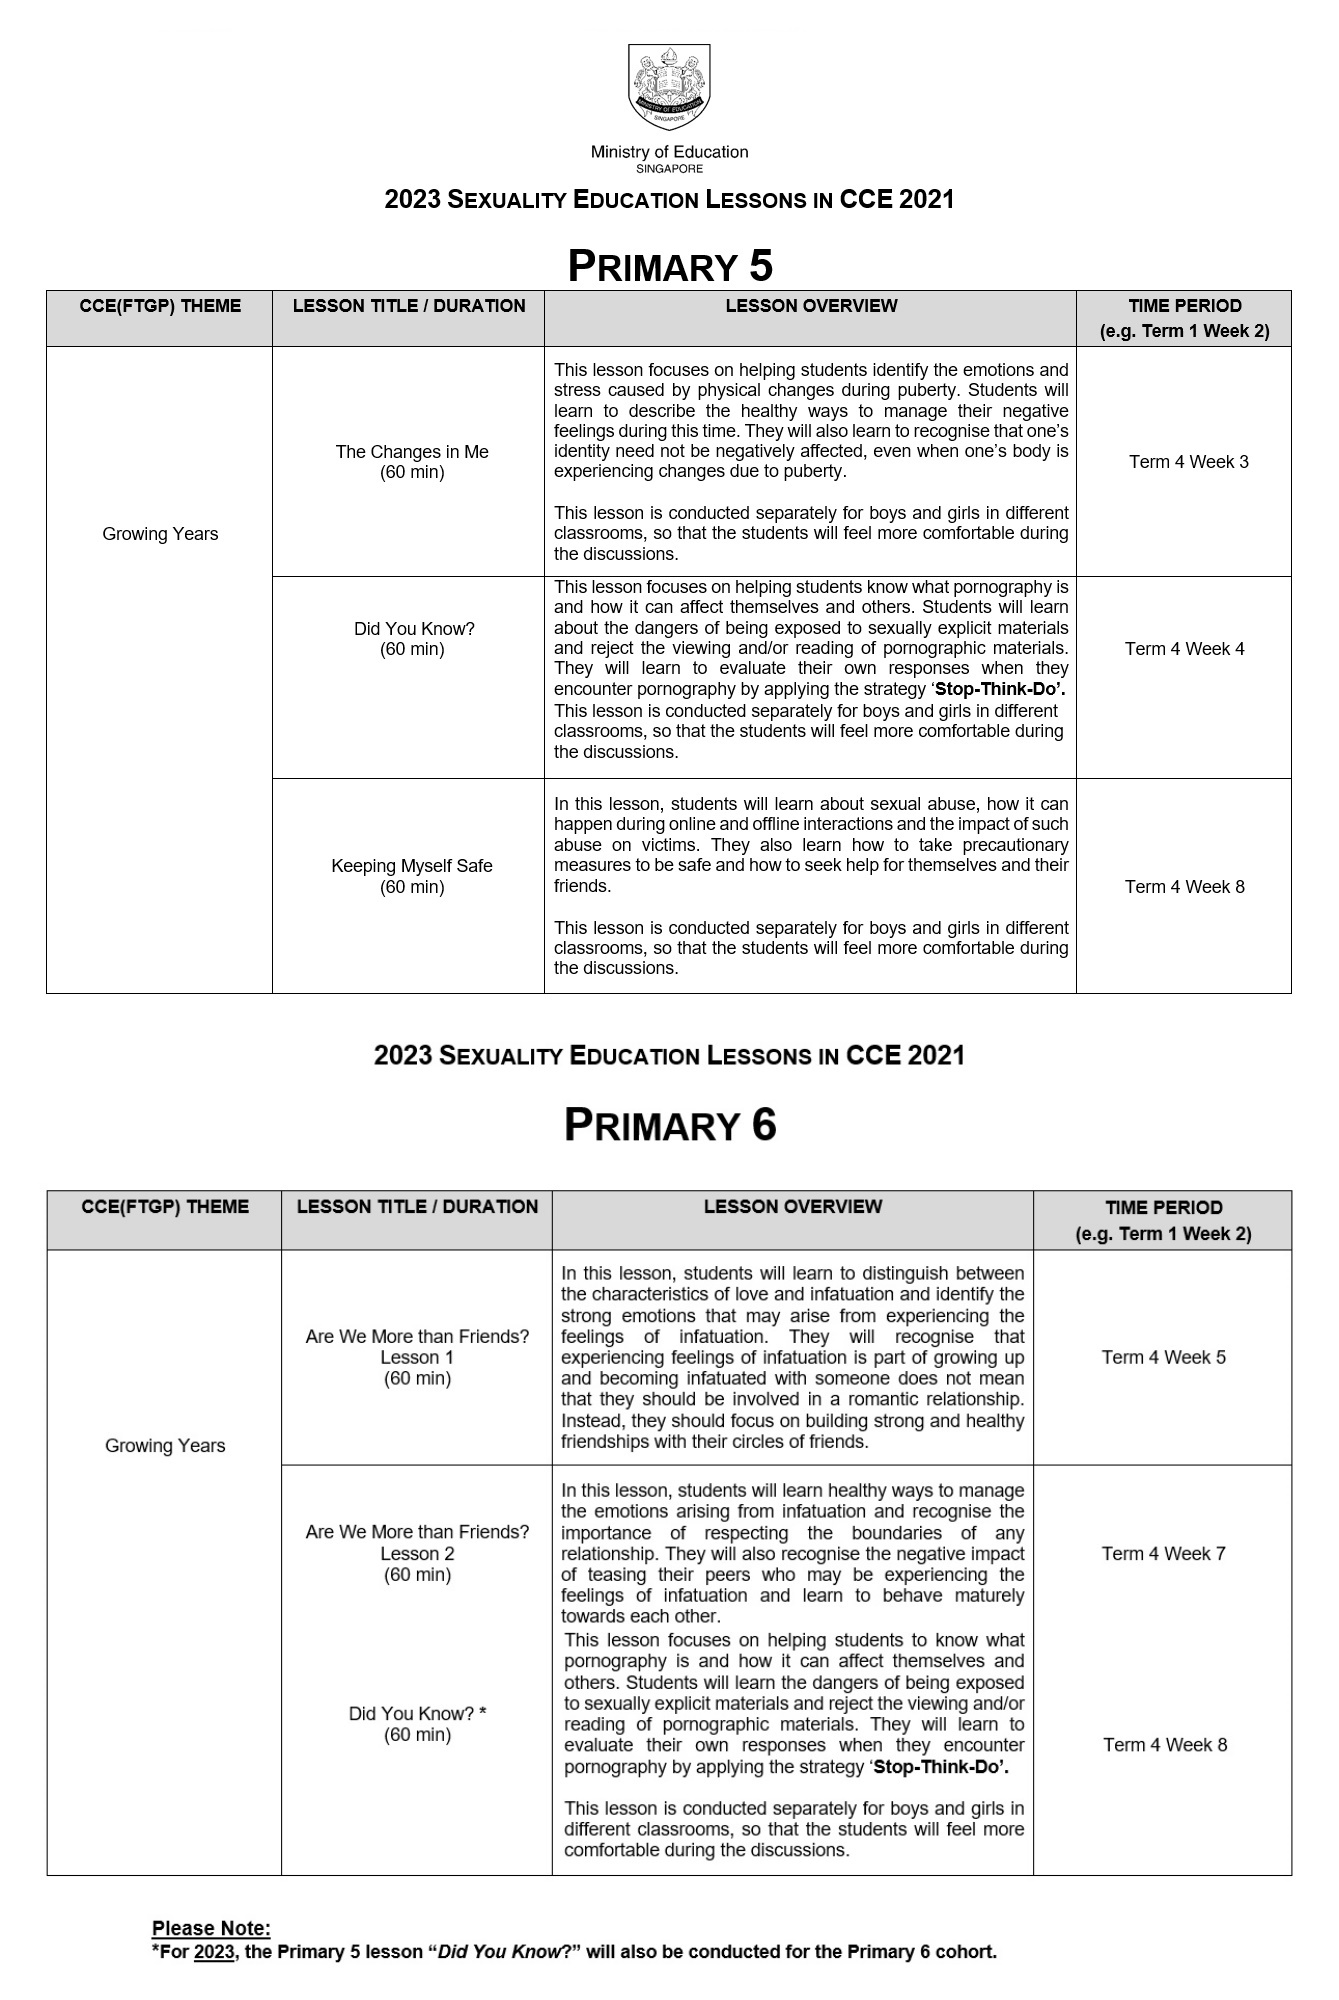 MINISTRY OF EDUCATION
SINGAPORE
Ministry of Education
SINGAPORE
2023 SEXUALITY EDUCATION LESSONS IN CCE 2021
PRIMARY 5
CCE(FTGP) THEME
LESSON TITLE / DURATION
LESSON OVERVIEW
TIME PERIOD
(e.g. Term 1 Week 2)
Growing Years
The Changes in Me
(60 min)
This lesson focuses on helping students identify the emotions and
stress caused by physical changes during puberty. Students will
learn to describe the healthy ways to manage their negative
feelings during this time. They will also learn to recognise that one’s
identity need not be negatively affected, even when one’s body is
experiencing changes due to puberty.
This lesson is conducted separately for boys and girls in different
classrooms, so that the students will feel more comfortable during
the discussions.
Term 4 Week 3
Did You Know?
(60 min)
This lesson focuses on helping students know what pornography is
and how it can affect themselves and others. Students will learn
about the dangers of being exposed to sexually explicit materials
and reject the viewing and/or reading of pornographic materials.
They will learn to evaluate their own responses when they
encounter pornography by applying the strategy ‘Stop-Think-Do’.
This lesson is conducted separately for boys and girls in different
classrooms, so that the students will feel more comfortable during
the discussions.
Term 4 Week 4
Keeping Myself Safe
(60 min)
In this lesson, students will learn about sexual abuse, how it can
happen during online and offline interactions and the impact of such
abuse on victims. They also learn how to take precautionary
measures to be safe and how to seek help for themselves and their
friends.
This lesson is conducted separately for boys and girls in different
classrooms, so that the students will feel more comfortable during
the discussions.
Term 4 Week 8
2023 SEXUALITY EDUCATION LESSONS IN CCE 2021
PRIMARY 6
CCE(FTGP) THEME
LESSON TITLE / DURATION
LESSON OVERVIEW
TIME PERIOD
(e.g. Term 1 Week 2)
Growing Years
Are We More than Friends?
Lesson 1
(60 min)
In this lesson, students will learn to distinguish between
the characteristics of love and infatuation and identify the
strong emotions that may arise from experiencing the
feelings of infatuation. They will recognise that
experiencing feelings of infatuation is part of growing up
and becoming infatuated with someone does not mean
that they should be involved in a romantic relationship.
Instead, they should focus on building strong and healthy
friendships with their circles of friends.
Term 4 Week 5
Are We More than Friends?
Lesson 2
(60 min)
In this lesson, students will learn healthy ways to manage
the emotions arising from infatuation and recognise the
importance of respecting the boundaries of any
relationship. They will also recognise the negative impact
of teasing their peers who may be experiencing the
feelings of infatuation and learn to behave maturely
towards each other.
Term 4 Week 7
Did You Know? *
(60 min)
This lesson focuses on helping students to know what
pornography is and how it can affect themselves and
others. Students will learn the dangers of being exposed
to sexually explicit materials and reject the viewing and/or
reading of pornographic materials. They will learn to
evaluate their own responses when they encounter
pornography by applying the strategy ‘Stop-Think-Do’.
This lesson is conducted separately for boys and girls in
different classrooms, so that the students will feel more
comfortable during the discussions.
Term 4 Week 8
Please Note:
*For 2023, the Primary 5 lesson “Did You Know?” will also be conducted for the Primary 6 cohort.